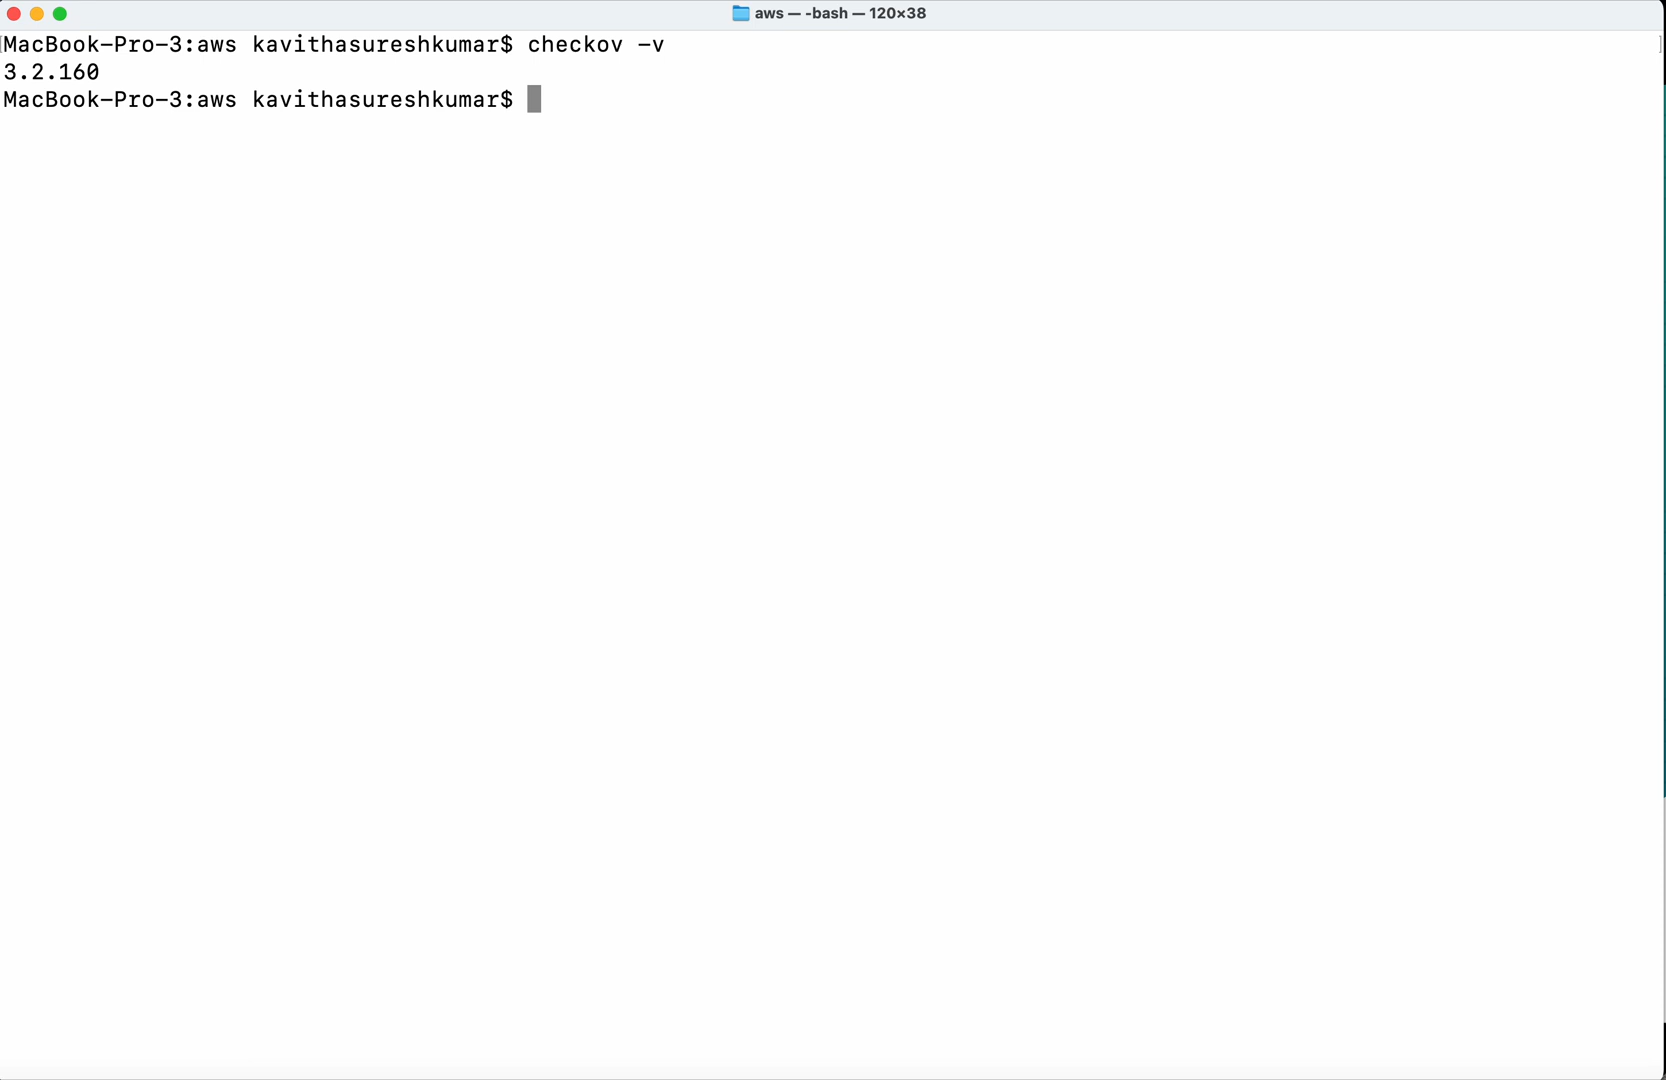 aws — -bash — 120×38
MacBook-Pro-3:aws kavithasureshkumar$ checkov -v
3.2.160
MacBook-Pro-3:aws kavithasureshkumar$